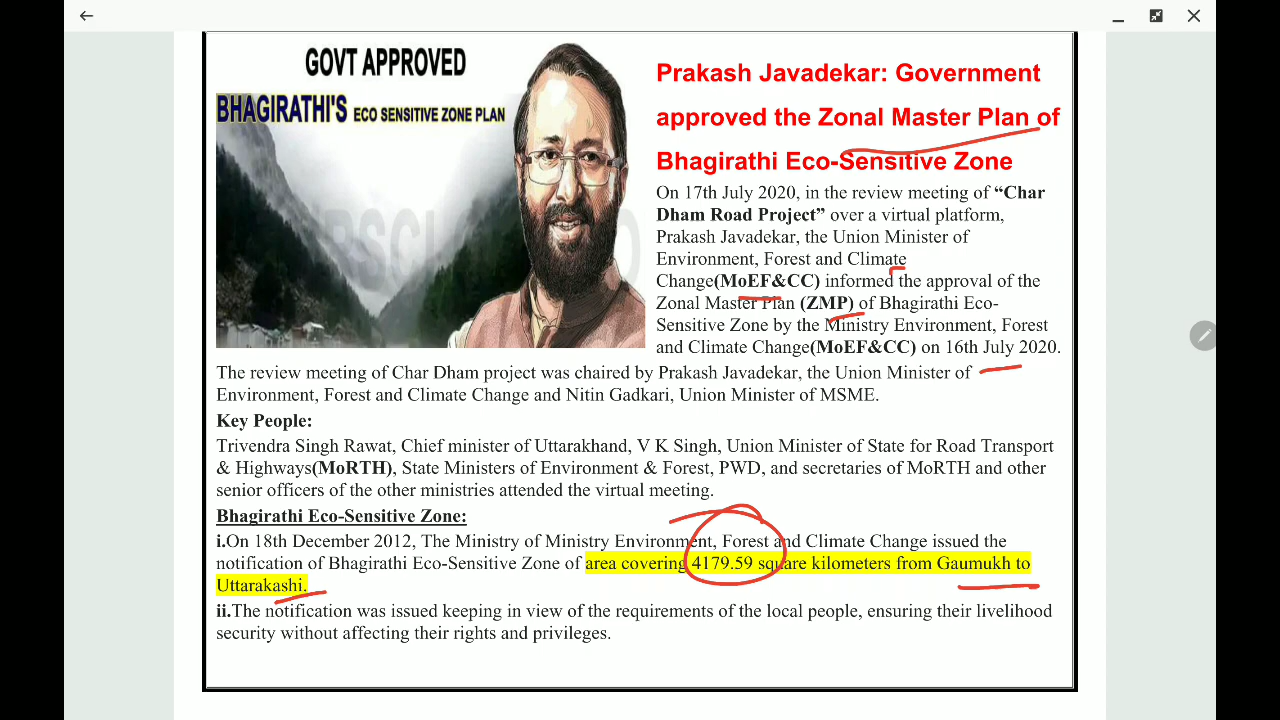 GOVT APPROVED
BHAGIRATHI'S ECO SENSITIVE ZONE PLAN
Prakash Javadekar: Government
approved the Zonal Master Plan of
Bhagirathi Eco-Sensitive Zone
On 17th July 2020, in the review meeting of “Char
Dham Road Project” over a virtual platform,
Prakash Javadekar, the Union Minister of
Environment, Forest and Climate
Change(MoEF&CC) informed the approval of the
Zonal Master Plan (ZMP) of Bhagirathi Eco-
Sensitive Zone by the Ministry Environment, Forest
and Climate Change(MoEF&CC) on 16th July 2020.
The review meeting of Char Dham project was chaired by Prakash Javadekar, the Union Minister of
Environment, Forest and Climate Change and Nitin Gadkari, Union Minister of MSME.
Key People:
Trivendra Singh Rawat, Chief minister of Uttarakhand, V K Singh, Union Minister of State for Road Transport
& Highways(MoRTH), State Ministers of Environment & Forest, PWD, and secretaries of MoRTH and other
senior officers of the other ministries attended the virtual meeting.
Bhagirathi Eco-Sensitive Zone:
i.On 18th December 2012, The Ministry of Ministry Environment, Forest and Climate Change issued the
notification of Bhagirathi Eco-Sensitive Zone of area covering 4179.59 square kilometers from Gaumukh to
Uttarakashi.
ii.The notification was issued keeping in view of the requirements of the local people, ensuring their livelihood
security without affecting their rights and privileges.